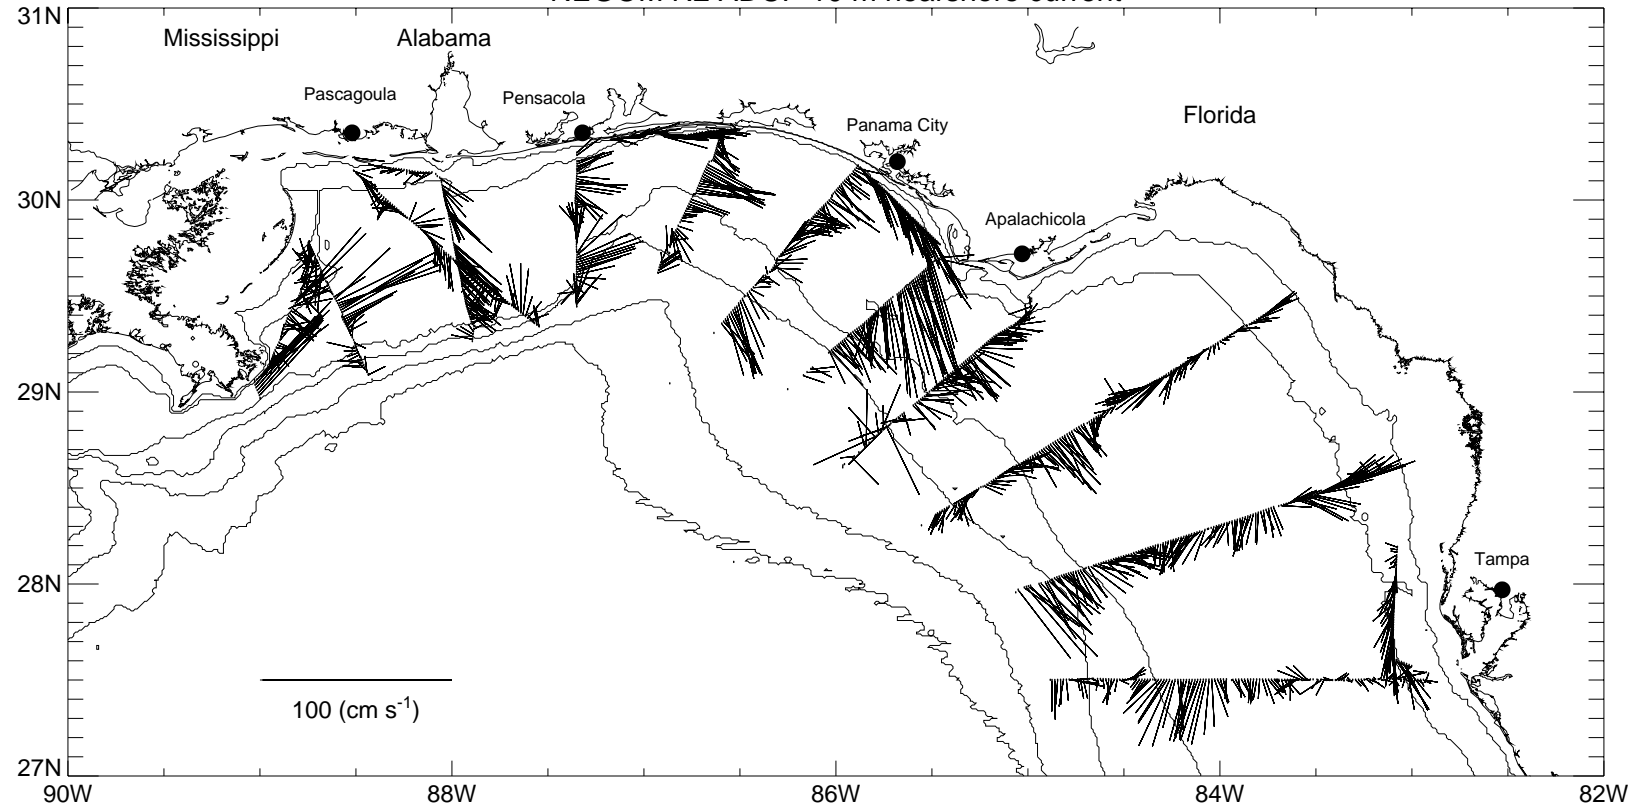 31N
Mississippi
Alabama
Pascagoula
Pensacola
Panama City
Florida
30N
Apalachicola
29N
28N
Tampa
100 (cm s-1)
27N
90W
88W
86W
84W
82W